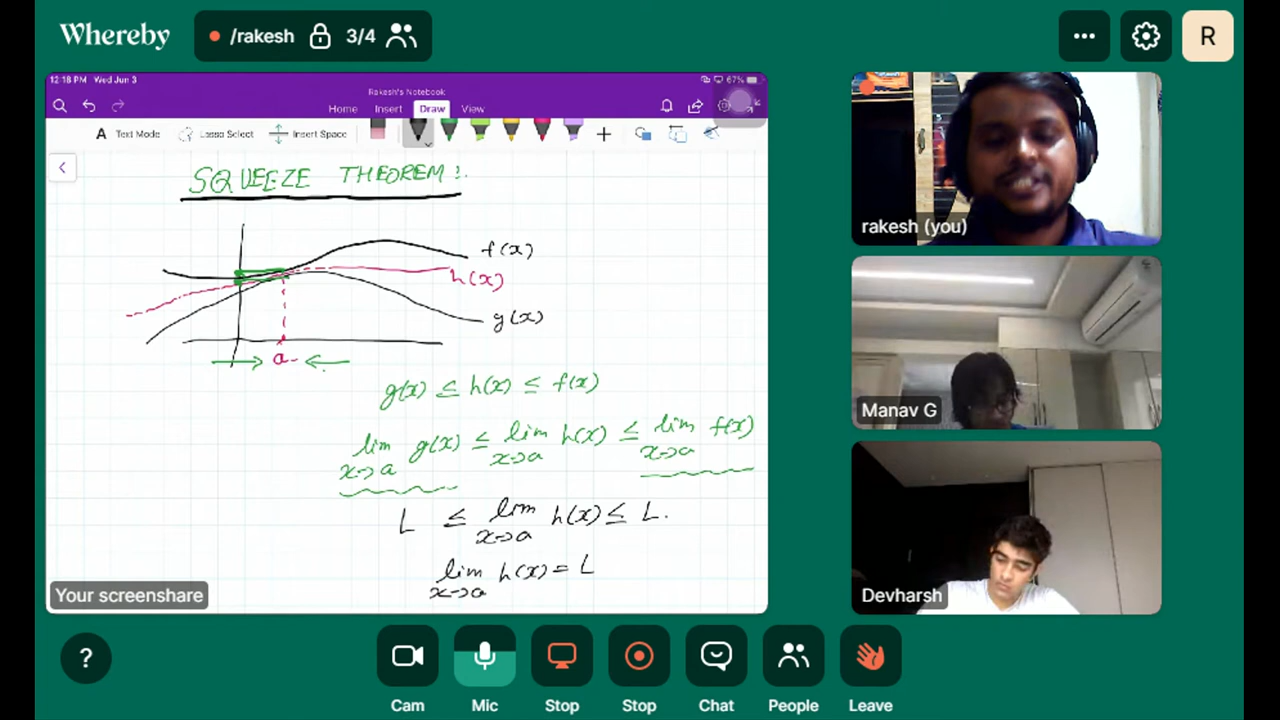 Whereby
/rakesh 3/4
R
12:18 PM Wed Jun 3
67%
Rakesh's Notebook
Home Insert Draw View
Text Mode Lasso Select Insert Space
SQUEEZE THEOREM:
f(x)
h(x)
g(x)
a
g(x) ≤ h(x) ≤ f(x)
lim x→a g(x) ≤ lim x→a h(x) ≤ lim x→a f(x)
L ≤ lim x→a h(x) ≤ L.
lim x→a h(x) = L
Your screenshare
rakesh (you)
Manav G
Devharsh
?
Cam Mic Stop Stop Chat People Leave